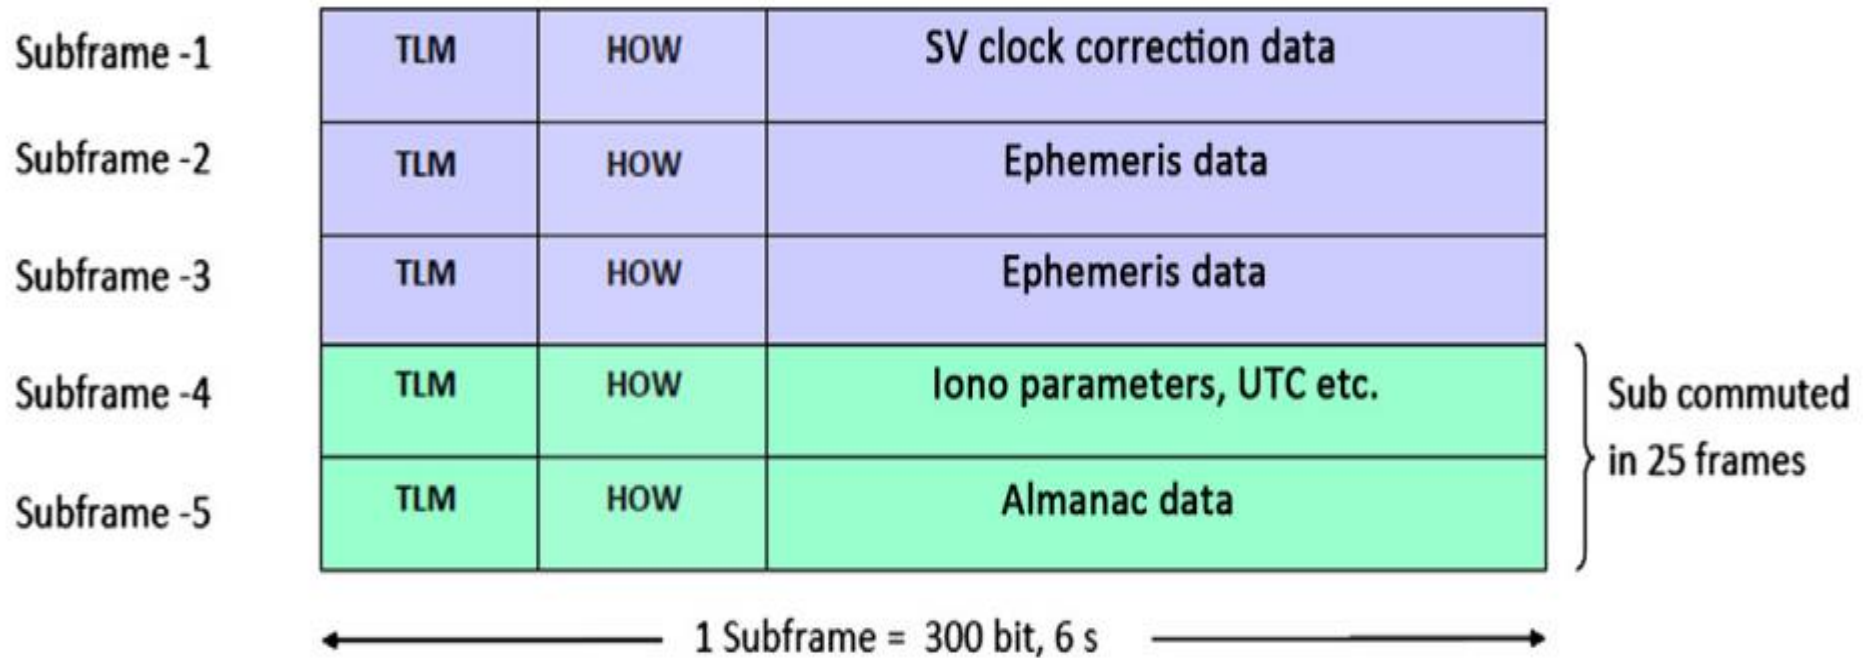 Subframe -1 TLM HOW SV clock correction data
Subframe -2 TLM HOW Ephemeris data
Subframe -3 TLM HOW Ephemeris data
Subframe -4 TLM HOW Iono parameters, UTC etc.
Subframe -5 TLM HOW Almanac data
Sub commuted
in 25 frames
1 Subframe = 300 bit, 6 s